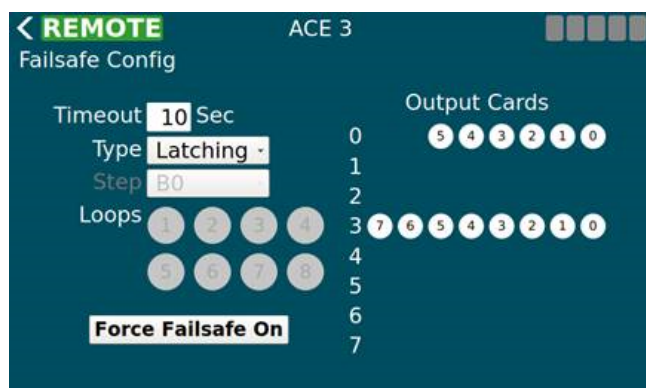 < REMOTE ACE 3
Failsafe Config
Timeout 10 Sec
Type Latching
Step B0
Loops 1 2 3 4
5 6 7 8
Force Failsafe On
Output Cards
0 5 4 3 2 1 0
1
2
3 7 6 5 4 3 2 1 0
4
5
6
7